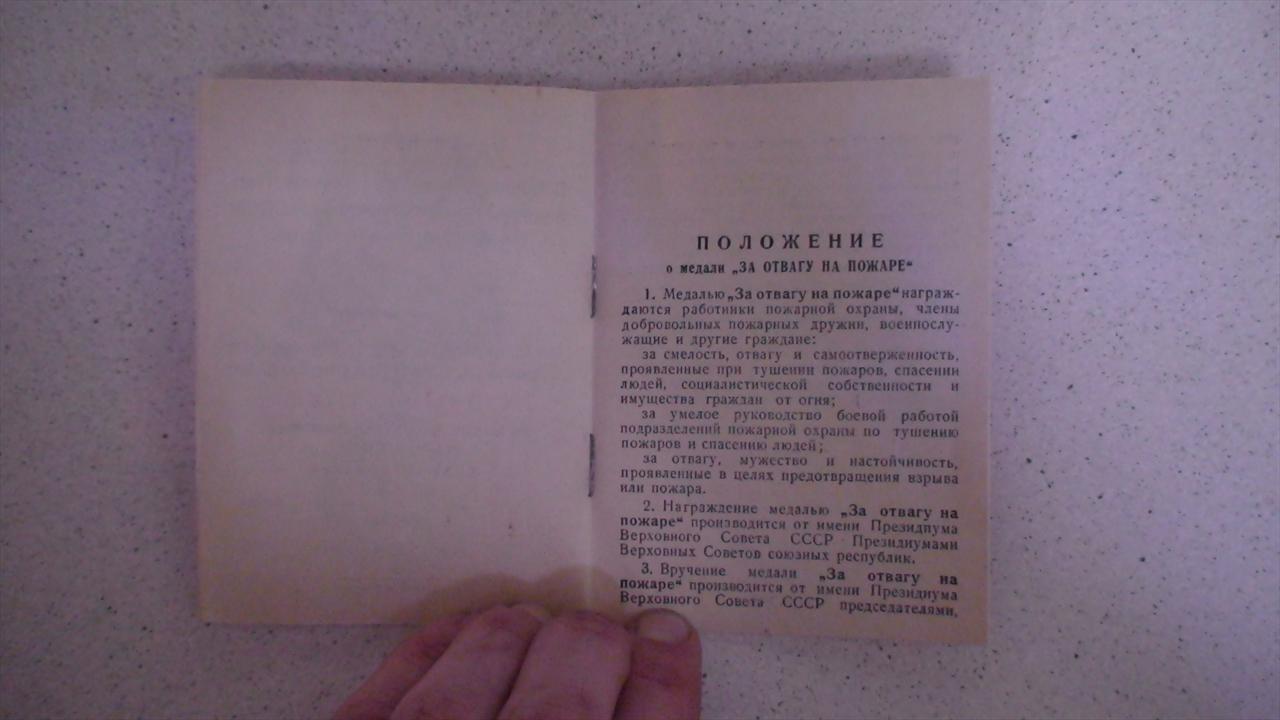 ПОЛОЖЕНИЕ
о медали „ЗА ОТВАГУ НА ПОЖАРЕ“
1. Медалью „За отвагу на пожаре“ награж-
даются работники пожарной охраны, члены
добровольных пожарных дружин, военнослу-
жащие и другие граждане:
за смелость, отвагу и самоотверженность,
проявленные при тушении пожаров, спасении
людей, социалистической собственности и
имущества граждан от огня;
за умелое руководство боевой работой
подразделений пожарной охраны по тушению
пожаров и спасению людей;
за отвагу, мужество и настойчивость,
проявленные в целях предотвращения взрыва
или пожара.
2. Награждение медалью „За отвагу на
пожаре“ производится от имени Президиума
Верховного Совета СССР Президиумами
Верховных Советов союзных республик.
3. Вручение медали „За отвагу на
пожаре“ производится от имени Президиума
Верховного Совета СССР председателями,